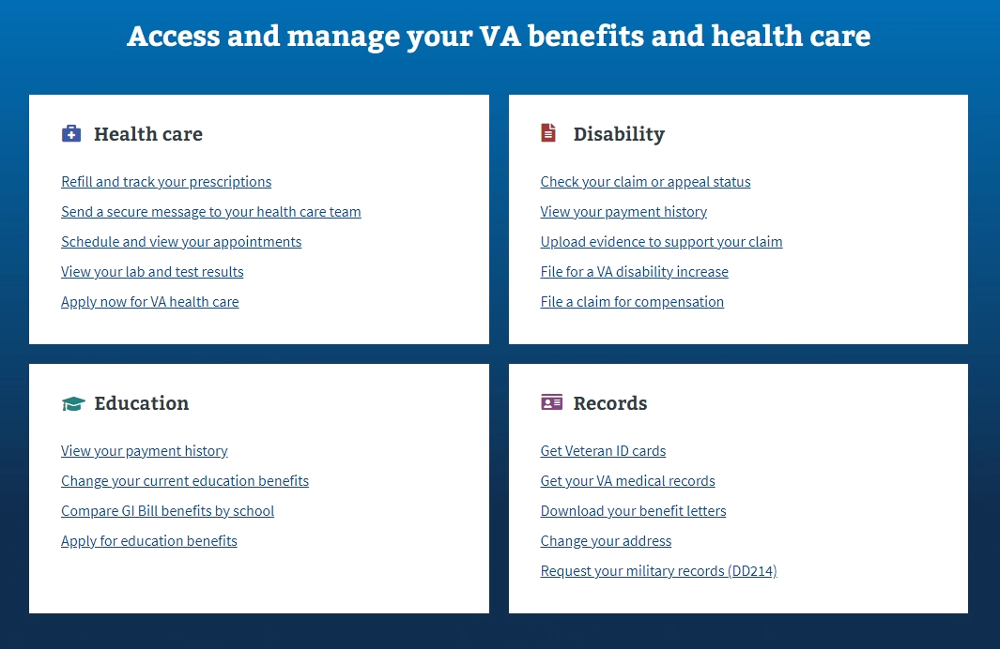 Access and manage your VA benefits and health care
Health care
Refill and track your prescriptions
Send a secure message to your health care team
Schedule and view your appointments
View your lab and test results
Apply now for VA health care
Disability
Check your claim or appeal status
View your payment history
Upload evidence to support your claim
File for a VA disability increase
File a claim for compensation
Education
View your payment history
Change your current education benefits
Compare GI Bill benefits by school
Apply for education benefits
Records
Get Veteran ID cards
Get your VA medical records
Download your benefit letters
Change your address
Request your military records (DD214)